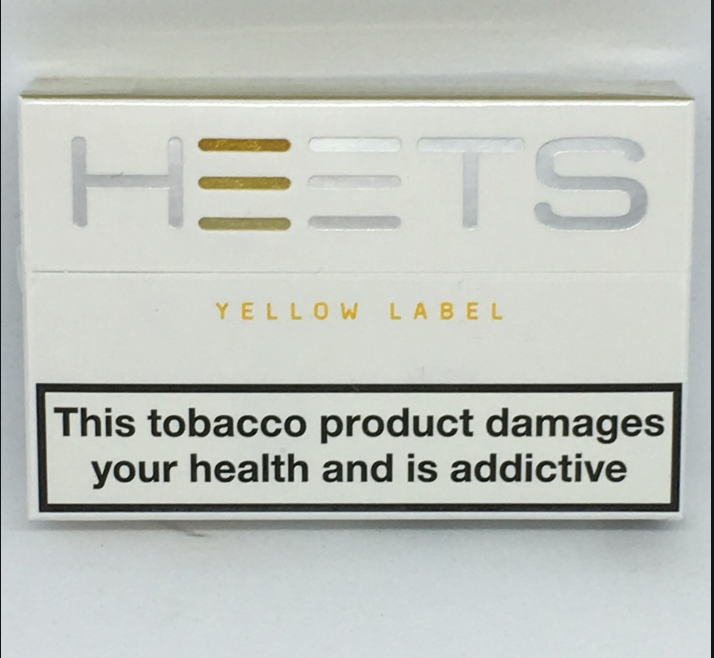 HEETS
YELLOW LABEL
This tobacco product damages
your health and is addictive